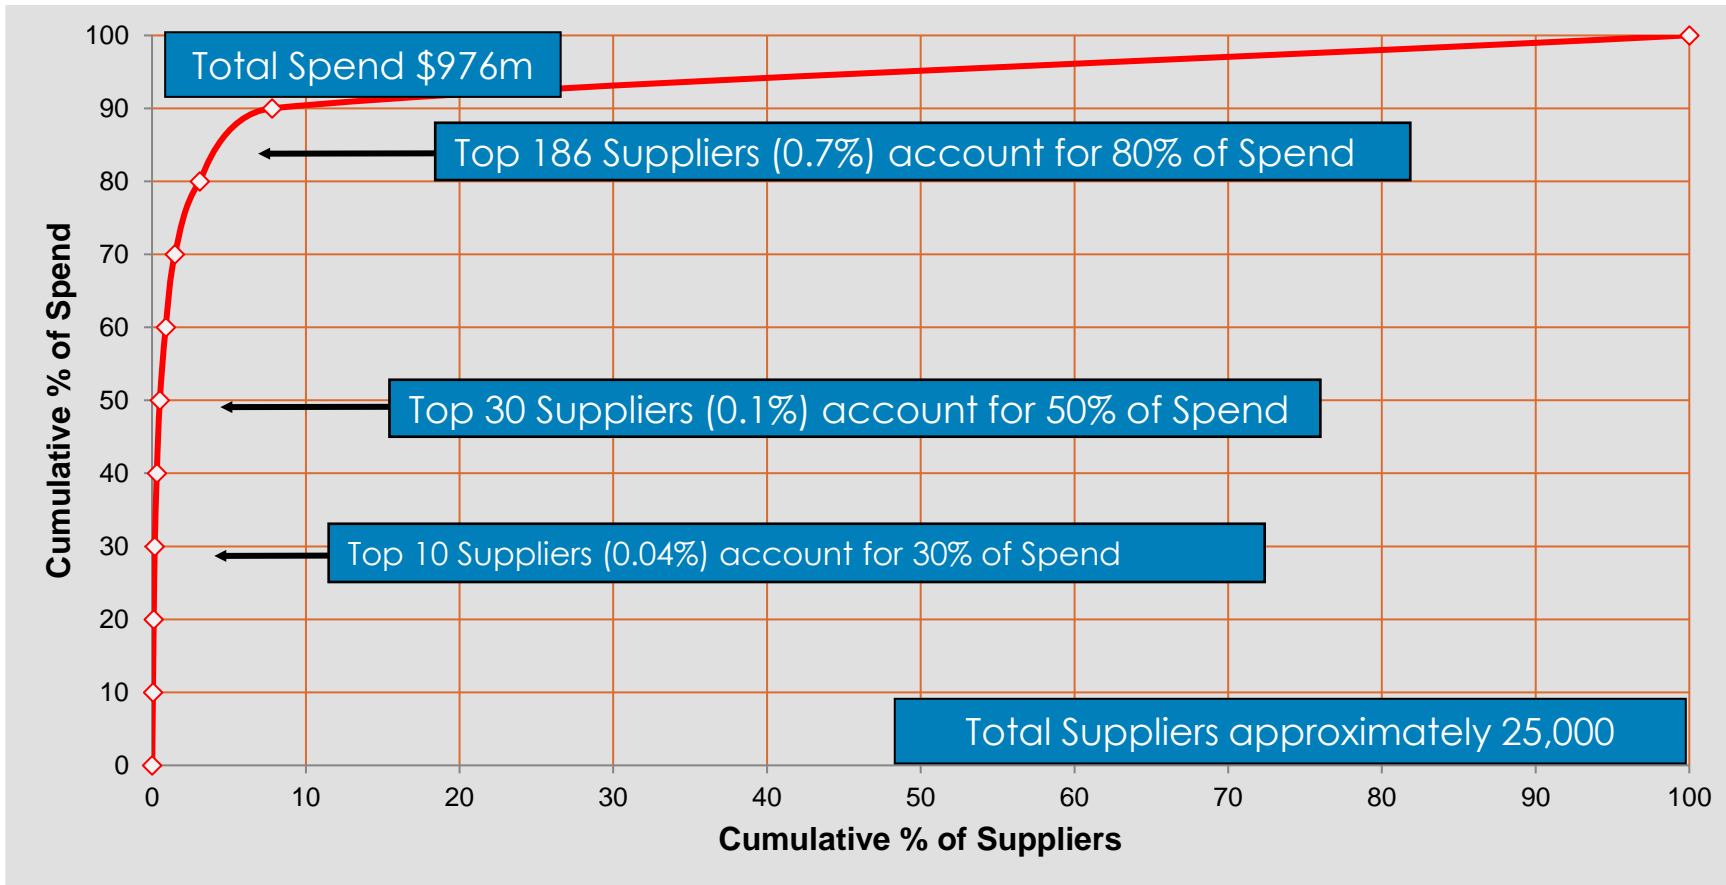 Total Spend $976m
Top 186 Suppliers (0.7%) account for 80% of Spend
Top 30 Suppliers (0.1%) account for 50% of Spend
Top 10 Suppliers (0.04%) account for 30% of Spend
Total Suppliers approximately 25,000
Cumulative % of Spend
100
90
80
70
60
50
40
30
20
10
0
0 10 20 30 40 50 60 70 80 90 100
Cumulative % of Suppliers